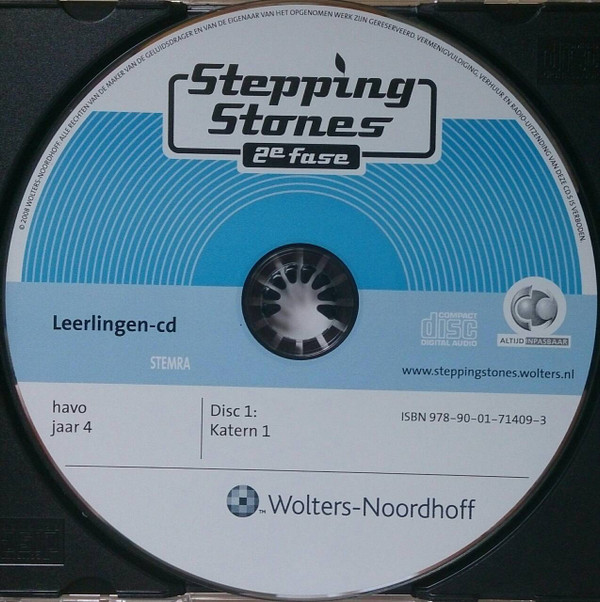 © 2008 WOLTERS-NOORDHOFF. ALLE RECHTEN VAN DE MAKER VAN DE GELUIDSDRAGER EN VAN DE EIGENAAR VAN HET OPGENOMEN WERK ZIJN GERESERVEERD. VERMENIGVULDIGING, VERHUUR EN RADIO-UITZENDING VAN DEZE CD'S IS VERBODEN.
Stepping
Stones
2e fase
Leerlingen-cd
STEMRA
COMPACT
disc
DIGITAL AUDIO
ALTIJD INPASBAAR
www.steppingstones.wolters.nl
havo
jaar 4
Disc 1:
Katern 1
ISBN 978-90-01-71409-3
Wolters-Noordhoff
TM